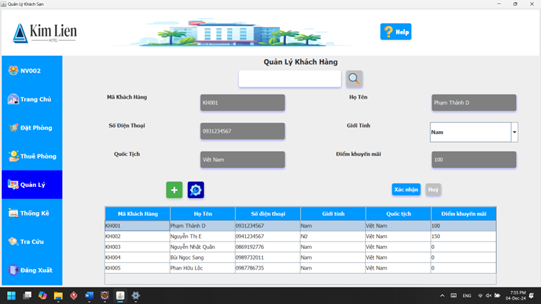 Quản Lý Khách Sạn
Kim Lien
HOTEL
Help
NV002
Trang Chủ
Đặt Phòng
Thuê Phòng
Quản Lý
Thống Kê
Tra Cứu
Đăng Xuất
Quản Lý Khách Hàng
Mã Khách Hàng KH001 Họ Tên Phạm Thành D
Số Điện Thoại 0931234567 Giới Tính Nam
Quốc Tịch Việt Nam Điểm khuyến mãi 100
Xác nhận Huỷ
Mã Khách Hàng Họ Tên Số điện thoại Giới tính Quốc tịch Điểm khuyến mãi
KH001 Phạm Thành D 0931234567 Nam Việt Nam 100
KH002 Nguyễn Thị E 0941234567 Nữ Việt Nam 150
KH003 Nguyễn Nhất Quân 0869192776 Nam Việt Nam 0
KH004 Bùi Ngọc Sang 0989732011 Nam Việt Nam 0
KH005 Phan Hữu Lộc 0987786735 Nam Việt Nam 0
ENG
7:55 PM
04-Dec-24